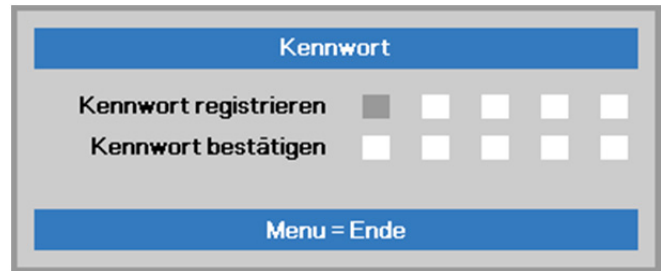 Kennwort
Kennwort registrieren
Kennwort bestätigen
Menu = Ende